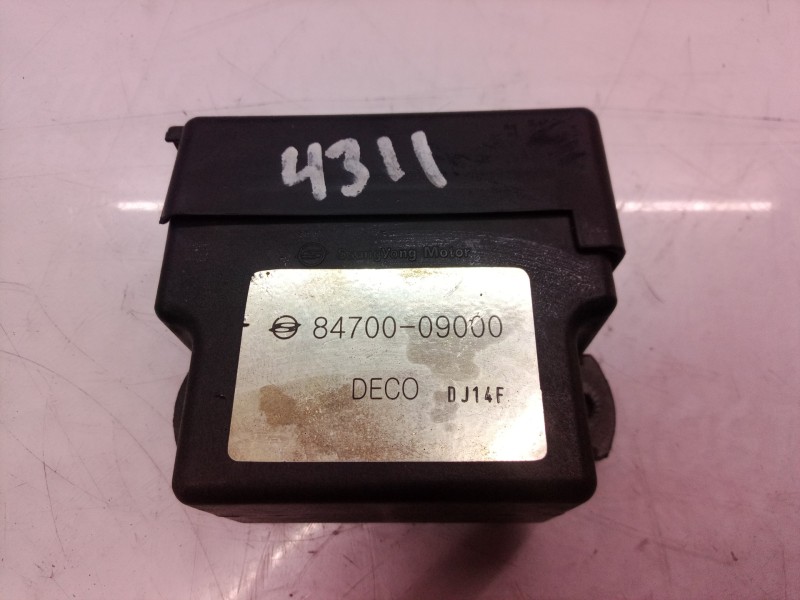 4311
SsangYong Motor
84700-09000
DECO DJ14F